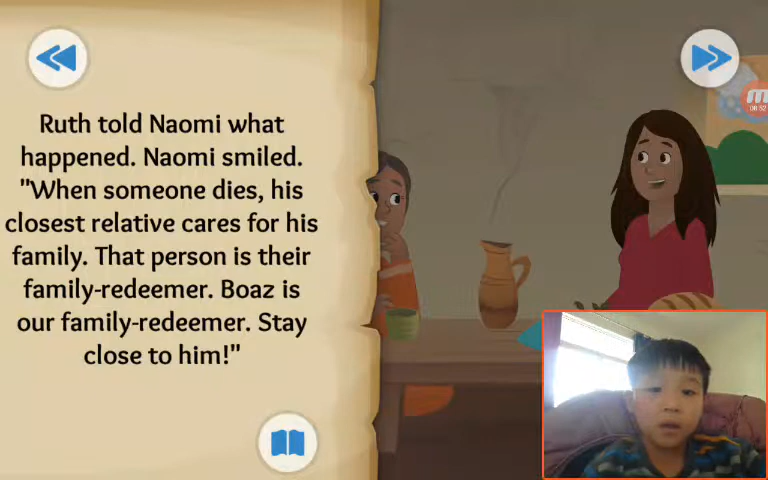 Ruth told Naomi what
happened. Naomi smiled.
"When someone dies, his
closest relative cares for his
family. That person is their
family-redeemer. Boaz is
our family-redeemer. Stay
close to him!"